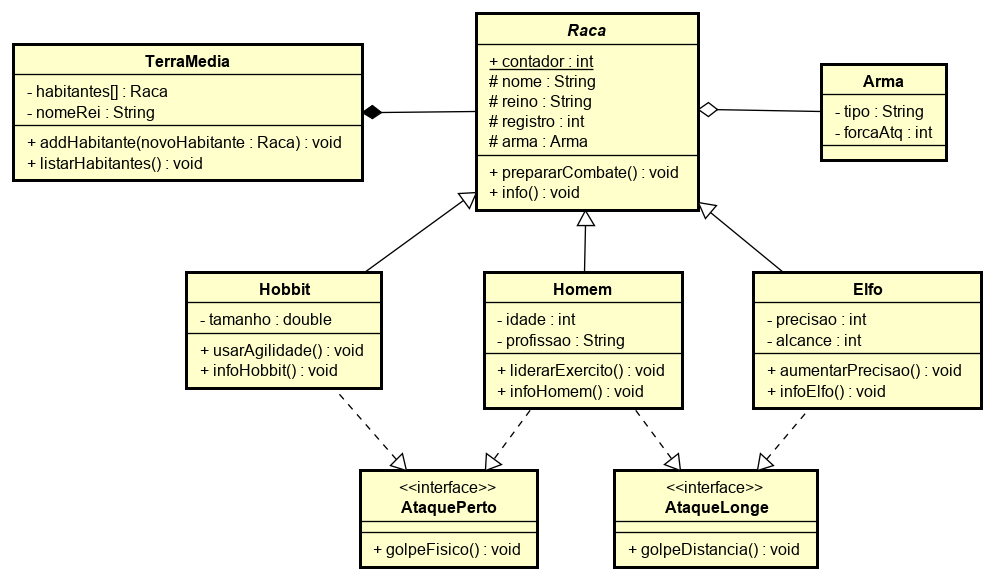 TerraMedia
- habitantes[] : Raca
- nomeRei : String
+ addHabitante(novoHabitante : Raca) : void
+ listarHabitantes() : void
Raca
+ contador : int
# nome : String
# reino : String
# registro : int
# arma : Arma
+ prepararCombate() : void
+ info() : void
Arma
- tipo : String
- forcaAtq : int
Hobbit
- tamanho : double
+ usarAgilidade() : void
+ infoHobbit() : void
Homem
- idade : int
- profissao : String
+ liderarExercito() : void
+ infoHomem() : void
Elfo
- precisao : int
- alcance : int
+ aumentarPrecisao() : void
+ infoElfo() : void
<<interface>>
AtaquePerto
+ golpeFisico() : void
<<interface>>
AtaqueLonge
+ golpeDistancia() : void